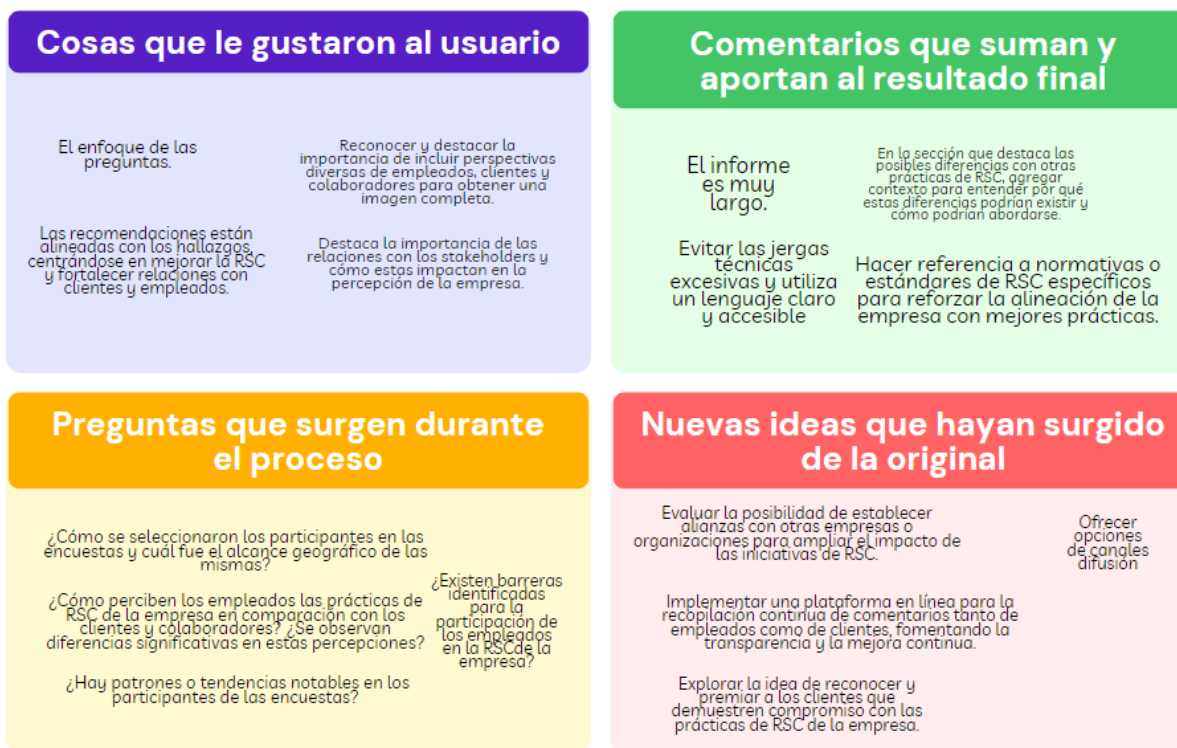 Cosas que le gustaron al usuario
El enfoque de las
preguntas.
Reconocer y destacar la
importancia de incluir perspectivas
diversas de empleados, clientes y
colaboradores para obtener una
imagen completa.
Las recomendaciones están
alineadas con los hallazgos,
centrándose en mejorar la RSC
y fortalecer relaciones con
clientes y empleados.
Destaca la importancia de las
relaciones con los stakeholders y
cómo estas impactan en la
percepción de la empresa.
Comentarios que suman y
aportan al resultado final
El informe
es muy
largo.
En la sección que destaca las
posibles diferencias con otras
prácticas de RSC, agregar
contexto para entender por qué
estas diferencias podrían existir y
cómo podrían abordarse.
Evitar las jergas
técnicas
excesivas y utiliza
un lenguaje claro
y accesible
Hacer referencia a normativas o
estándares de RSC específicos
para reforzar la alineación de la
empresa con mejores prácticas.
Preguntas que surgen durante
el proceso
¿Cómo se seleccionaron los participantes en las
encuestas y cuál fue el alcance geográfico de las
mismas?
¿Cómo perciben los empleados las prácticas de
RSC de la empresa en comparación con los
clientes y colaboradores? ¿Se observan
diferencias significativas en estas percepciones?
¿Existen barreras
identificadas
para la
participación de
los empleados
en la RSCde la
empresa?
¿Hay patrones o tendencias notables en los
participantes de las encuestas?
Nuevas ideas que hayan surgido
de la original
Evaluar la posibilidad de establecer
alianzas con otras empresas o
organizaciones para ampliar el impacto de
las iniciativas de RSC.
Ofrecer
opciones
de canales
difusión
Implementar una plataforma en línea para la
recopilación continua de comentarios tanto de
empleados como de clientes, fomentando la
transparencia y la mejora continua.
Explorar la idea de reconocer y
premiar a los clientes que
demuestren compromiso con las
prácticas de RSC de la empresa.